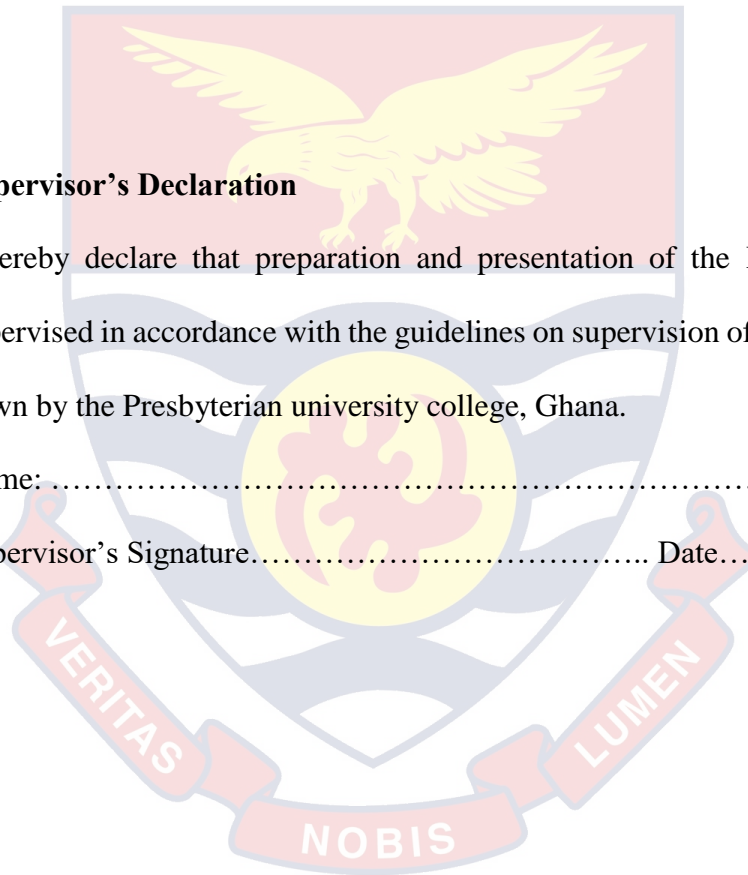 pervisor’s Declaration
ereby declare that preparation and presentation of the
pervised in accordance with the guidelines on supervision of
wn by the Presbyterian university college, Ghana.
me: ……………………………………………………………………
pervisor’s Signature……………………………….. Date…
VERITAS
NOBIS
LUMEN